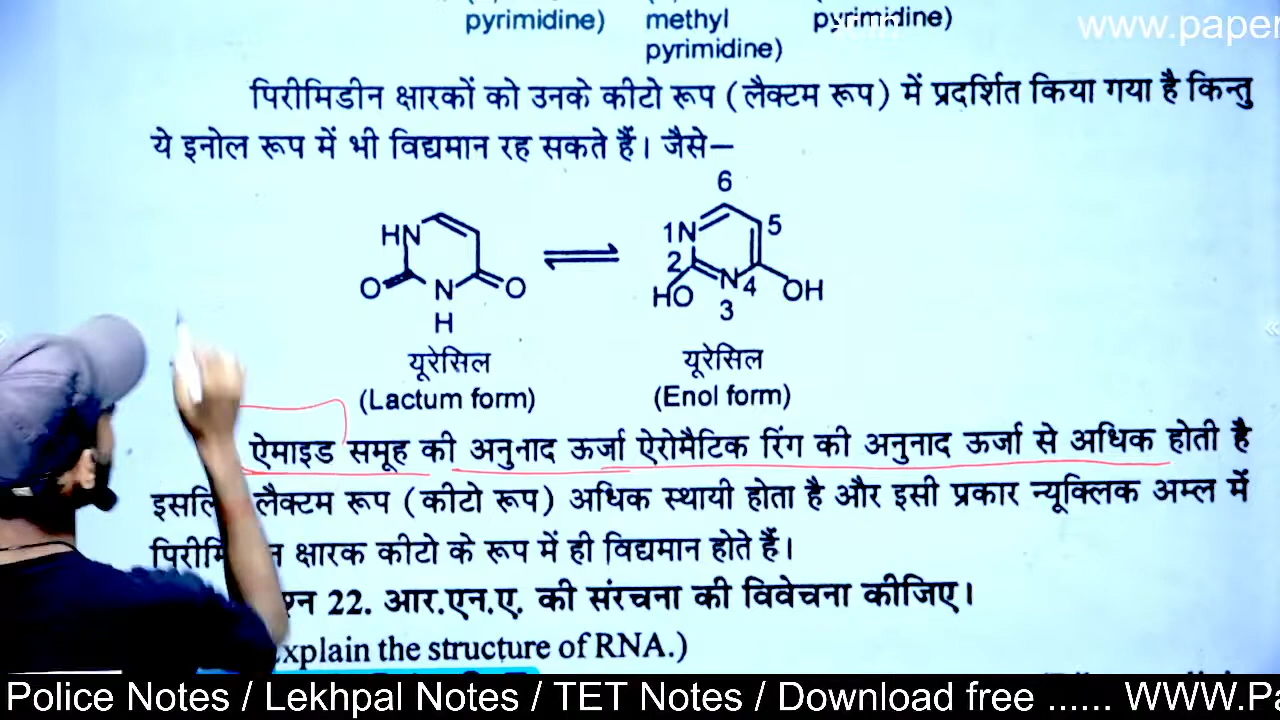 pyrimidine) methyl pyrimidine)
pyrimidine)
www.paper
पिरीमिडीन क्षारकों को उनके कीटो रूप (लैक्टम रूप) में प्रदर्शित किया गया है किन्तु
ये इनोल रूप में भी विद्यमान रह सकते हैं। जैसे–
HN O N H O
1N 2 HO N 3 4 OH 5 6
यूरेसिल यूरेसिल
(Lactum form) (Enol form)
ऐमाइड समूह की अनुनाद ऊर्जा ऐरोमैटिक रिंग की अनुनाद ऊर्जा से अधिक होती है
लैक्टम रूप (कीटो रूप) अधिक स्थायी होता है और इसी प्रकार न्यूक्लिक अम्ल में
क्षारक कीटो के रूप में ही विद्यमान होते हैं।
22. आर.एन.ए. की संरचना की विवेचना कीजिए।
xplain the structure of RNA.)
Police Notes / Lekhpal Notes / TET Notes / Download free ...... WWW.Pa